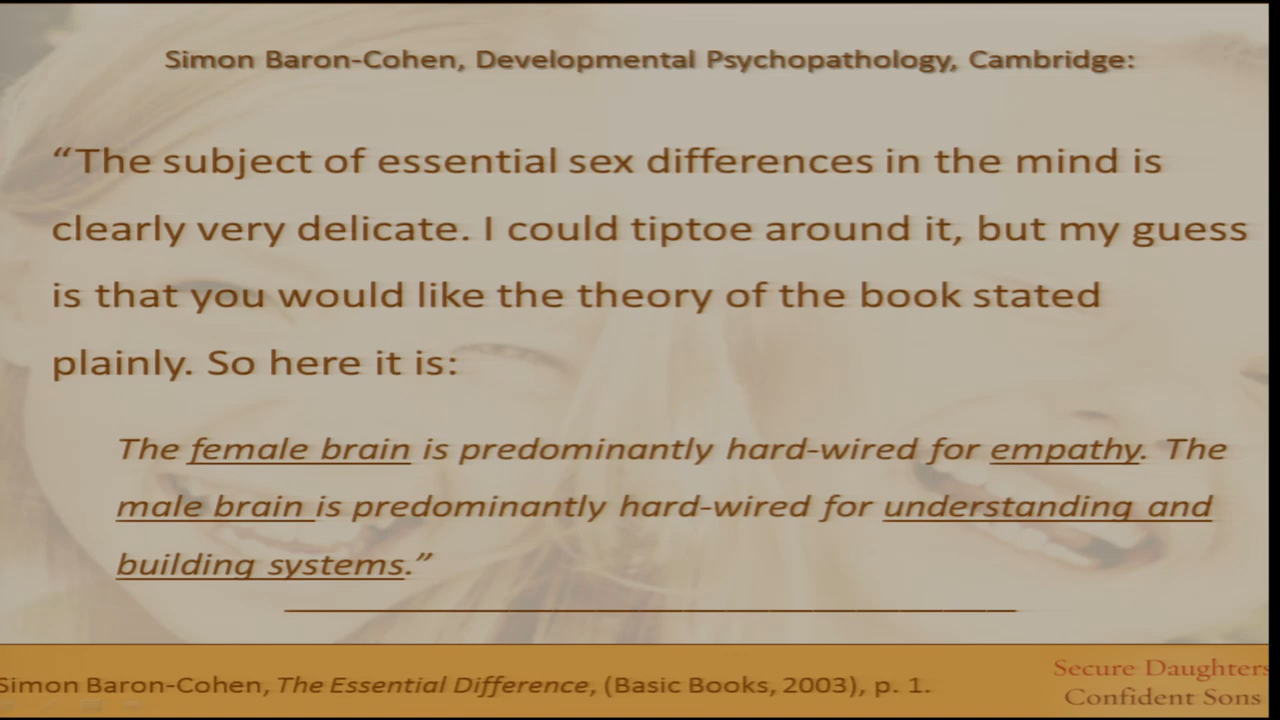 Simon Baron-Cohen, Developmental Psychopathology, Cambridge:
“The subject of essential sex differences in the mind is
clearly very delicate. I could tiptoe around it, but my guess
is that you would like the theory of the book stated
plainly. So here it is:
The female brain is predominantly hard-wired for empathy. The
male brain is predominantly hard-wired for understanding and
building systems.”
Simon Baron-Cohen, The Essential Difference, (Basic Books, 2003), p. 1.
Secure Daughters
Confident Sons